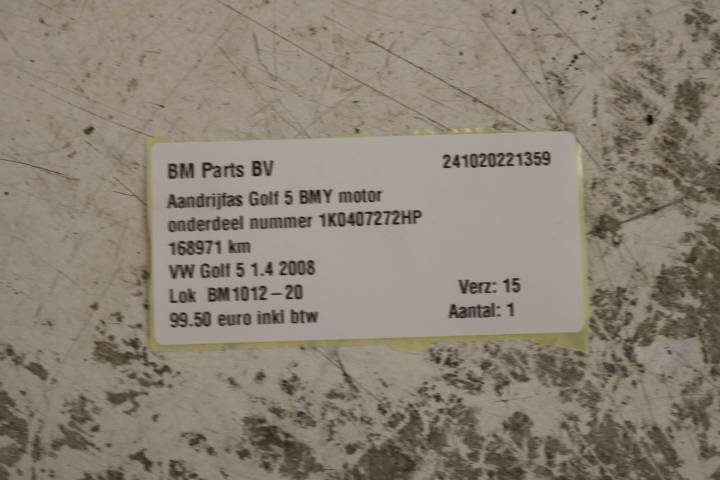 BM Parts BV 241020221359
Aandrijfas Golf 5 BMY motor
onderdeel nummer 1K0407272HP
168971 km
VW Golf 5 1.4 2008
Lok BM1012-20 Verz: 15
99.50 euro inkl btw Aantal: 1